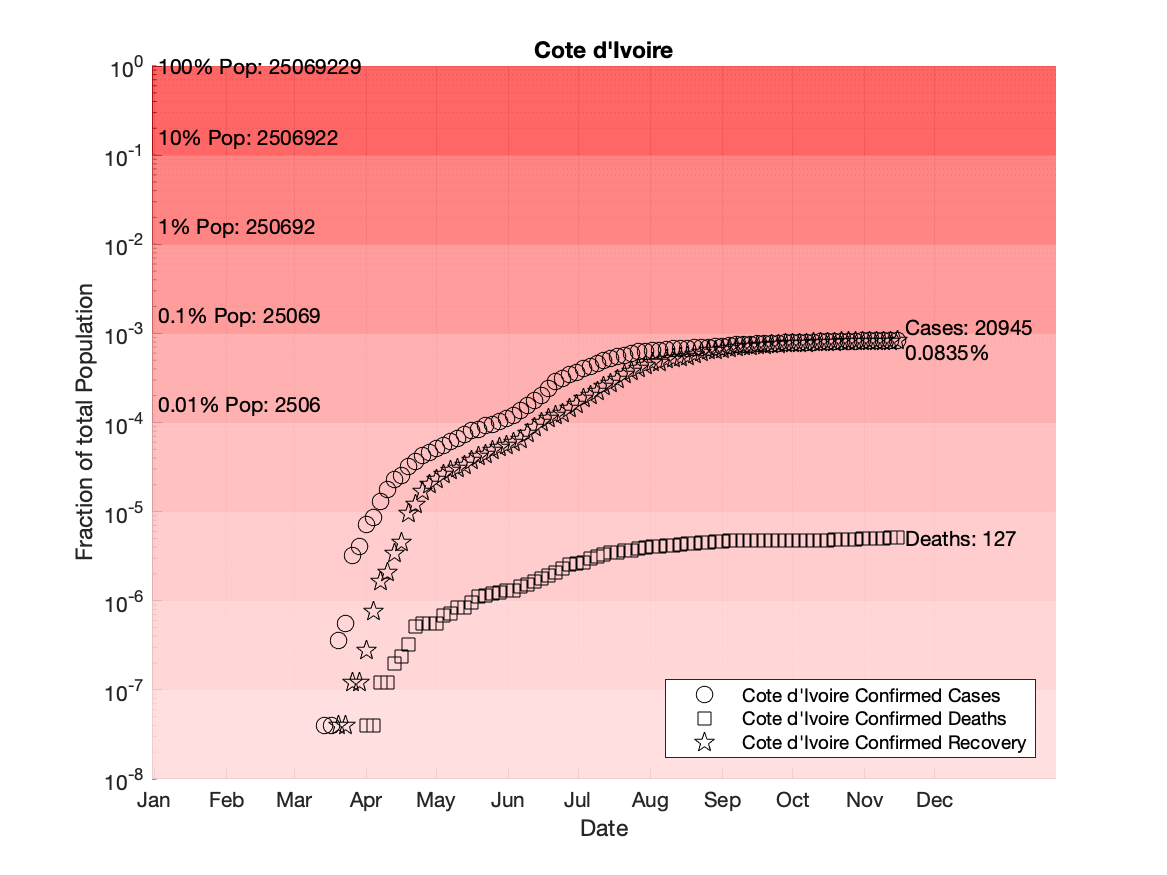 Cote d'Ivoire
10^0
100% Pop: 25069229
10% Pop: 2506922
10^-1
1% Pop: 250692
10^-2
0.1% Pop: 25069
10^-3
Cases: 20945
0.0835%
0.01% Pop: 2506
10^-4
10^-5
Deaths: 127
10^-6
10^-7
10^-8
Fraction of total Population
Cote d'Ivoire Confirmed Cases
Cote d'Ivoire Confirmed Deaths
Cote d'Ivoire Confirmed Recovery
Jan Feb Mar Apr May Jun Jul Aug Sep Oct Nov Dec
Date